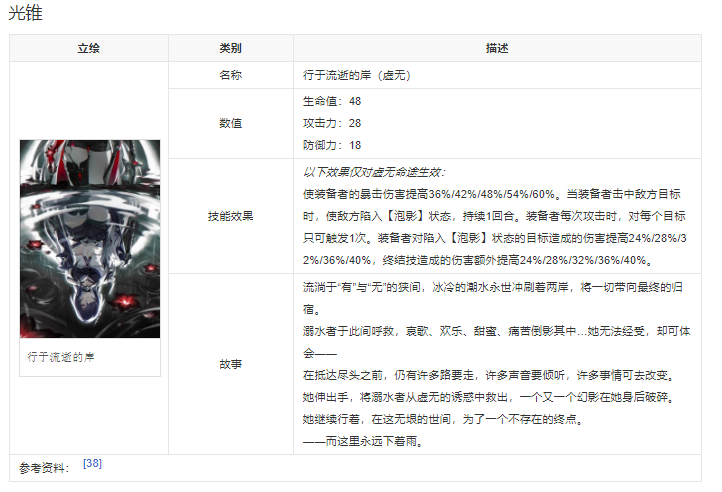 光锥
立绘 类别 描述
名称 行于流逝的岸（虚无）
数值
生命值：48
攻击力：28
防御力：18
技能效果
以下效果仅对虚无命途生效：
使装备者的暴击伤害提高36%/42%/48%/54%/60%。当装备者击中敌方目标
时，使敌方陷入【泡影】状态，持续1回合。装备者每次攻击时，对每个目标
只可触发1次。装备者对陷入【泡影】状态的目标造成的伤害提高24%/28%/3
2%/36%/40%，终结技造成的伤害额外提高24%/28%/32%/36%/40%。
行于流逝的岸
故事
流淌于“有”与“无”的狭间，冰冷的潮水永世冲刷着两岸，将一切带向最终的归
宿。
溺水者于此间呼救，哀歌、欢乐、甜蜜、痛苦倒影其中...她无法经受，却可体
会——
在抵达尽头之前，仍有许多路要走，许多声音要倾听，许多事情可去改变。
她伸出手，将溺水者从虚无的诱惑中救出，一个又一个幻影在她身后破碎。
她继续行着，在这无垠的世间，为了一个不存在的终点。
——而这里永远下着雨。
参考资料： [38]